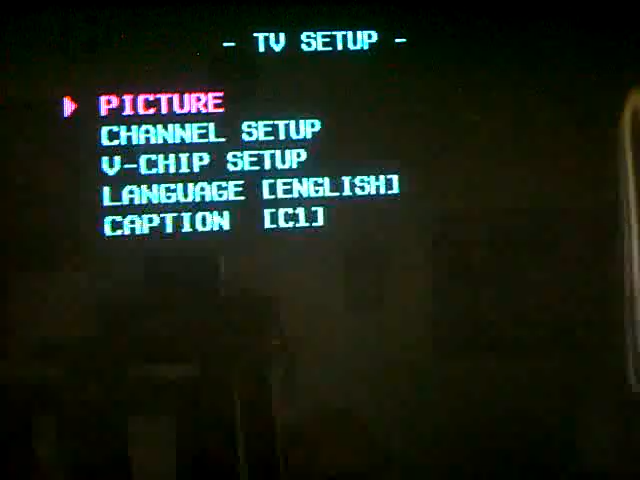 - TV SETUP -
PICTURE
CHANNEL SETUP
V-CHIP SETUP
LANGUAGE [ENGLISH]
CAPTION [C1]